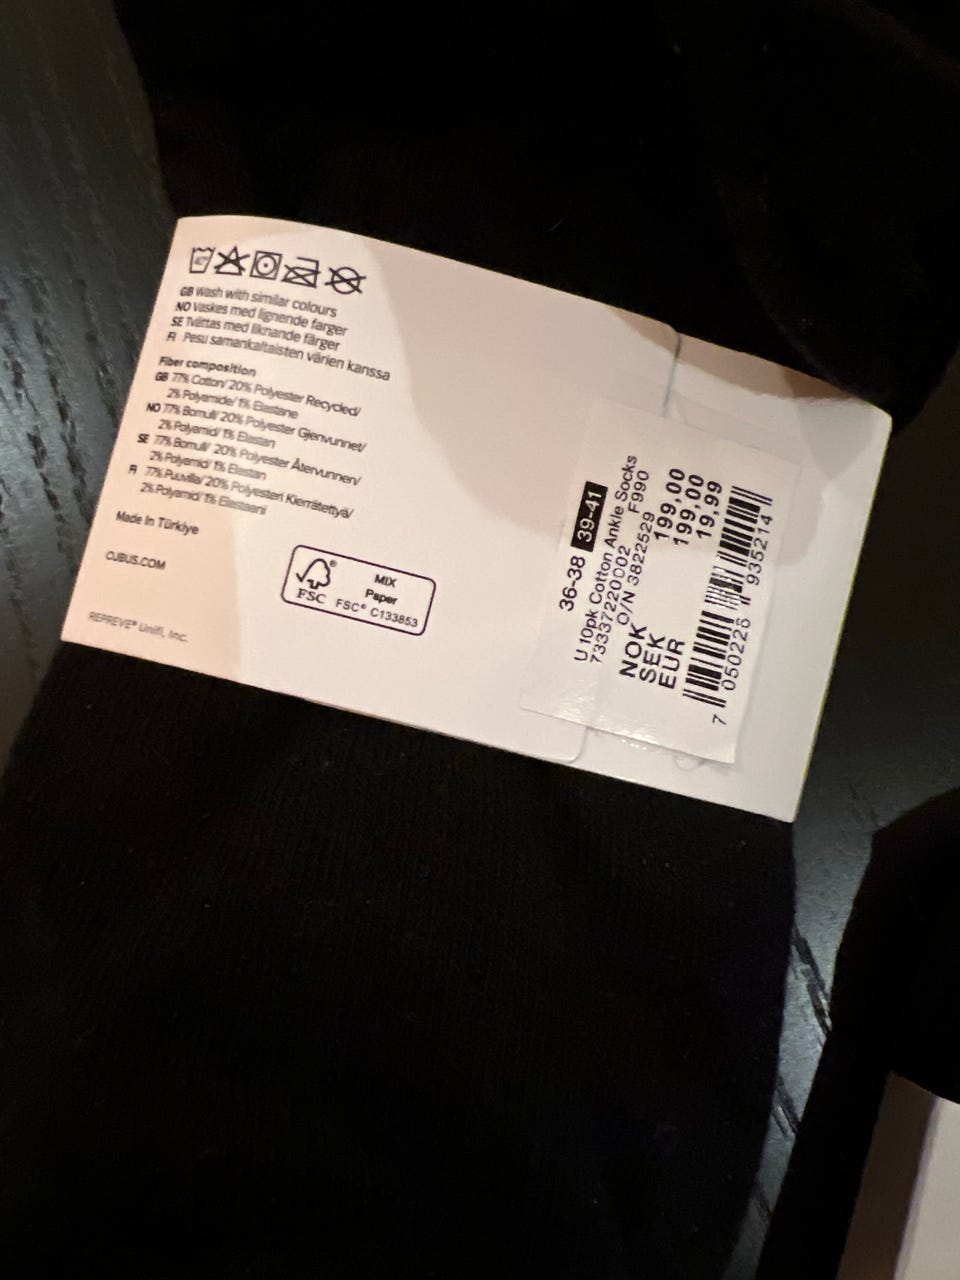 40°
GB Wash with similar colours
NO Vaskes med lignende farger
SE Tvättas med liknande färger
FI Pesu samankaltaisten värien kanssa
Fiber composition
GB 77% Cotton/ 20% Polyester Recycled/
2% Polyamide/ 1% Elastane
NO 77% Bomull/ 20% Polyester Gjenvunnet/
2% Polyamid/ 1% Elastan
SE 77% Bomull/ 20% Polyester Återvunnen/
2% Polyamid/ 1% Elastan
FI 77% Puuvilla/ 20% Polyesteri Kierrätettyä/
2% Polyamidi 1% Elastaani
Made In Türkiye
CUBUS.COM
REPREVE® Unifi, Inc.
FSC
MIX
Paper
FSC® C133853
36-38 39-41
U 10pk Cotton Ankle Socks
73337220002 F990
O/N 3822529
NOK 199,00
SEK 199,00
EUR 19,99
7 050226 935214